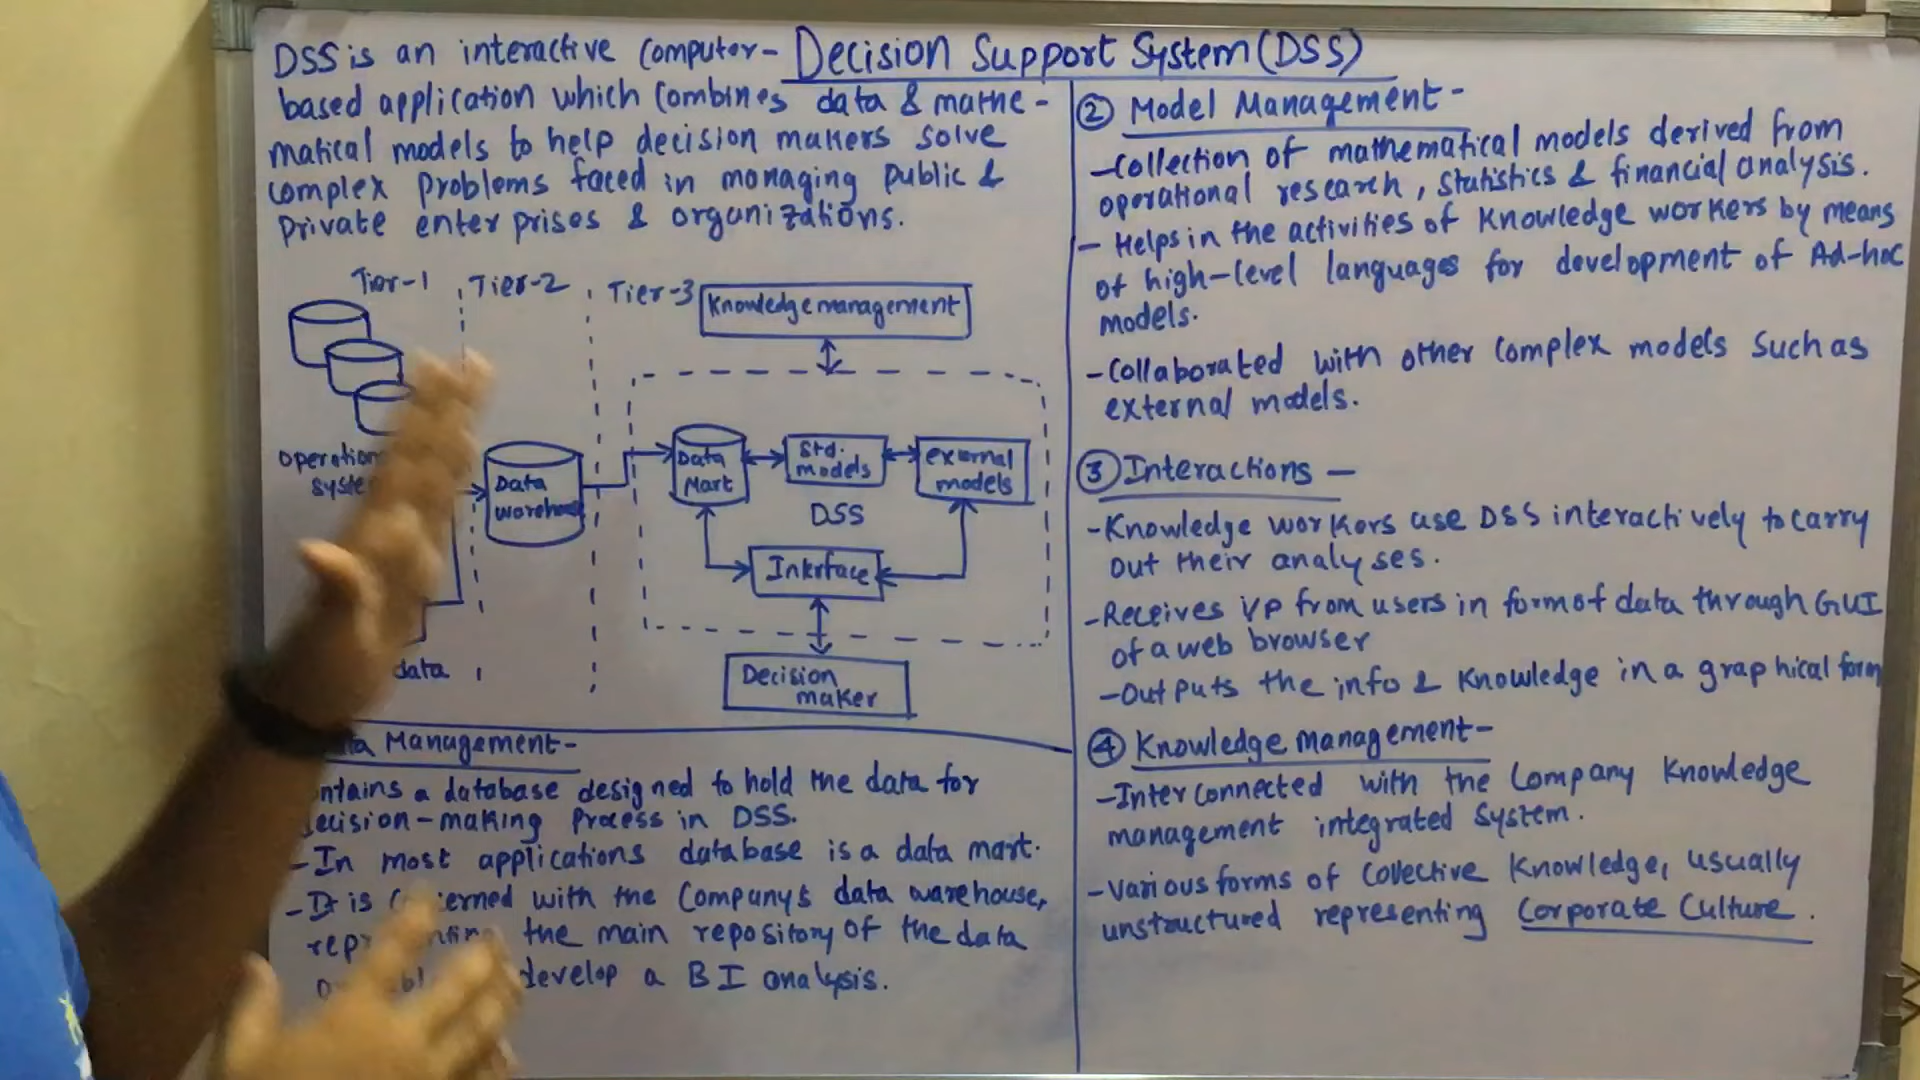 Decision Support System (DSS)
DSS is an interactive Computer-
based application which Combines data & mathe-
matical models to help decision makers solve
complex Problems faced in managing public &
Private enterprises & organizations.
Tier-1 Tier-2 Tier-3
Knowledge management
Data
Mart
Std.
models
external
models
DSS
Data
Interface
data
Decision
maker
Management-
a database designed to hold the data for
-making Process in DSS.
- In most applications database is a data mart.
- It is with the Company's data warehouse,
the main repository of the data
develop a BI analysis.
② Model Management -
- Collection of mathematical models derived from
operational research, Statistics & financial analysis.
- Helps in the activities of Knowledge workers by means
of high-level languages for development of Ad-hoc
models.
- Collaborated with other Complex models Such as
external models.
③ Interactions -
- Knowledge workers use DSS interactively to carry
out their analyses.
- Receives I/P from users in form of data through GUI
of a web browser
- Outputs the info & Knowledge in a graphical form
④ Knowledge management-
- Interconnected with the Company Knowledge
management integrated System.
- Various forms of Collective Knowledge, usually
unstructured representing Corporate Culture.